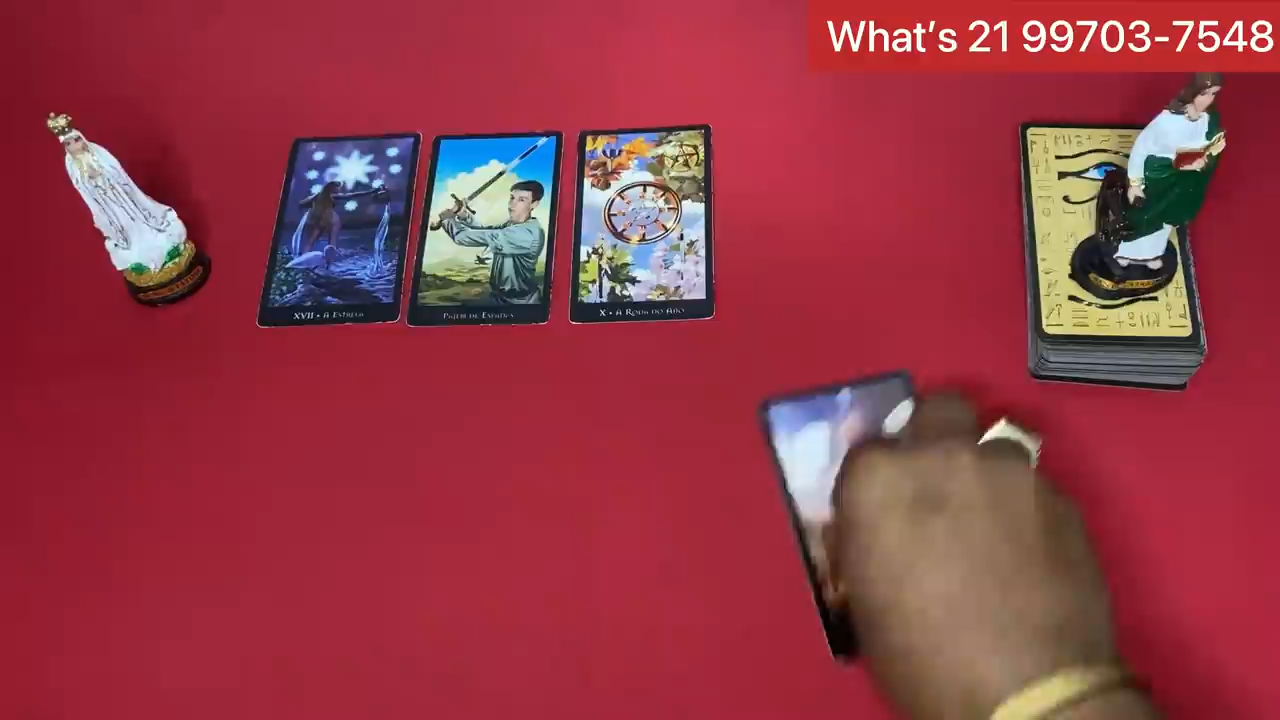 What's 21 99703-7548
XVII • A Estrela
Pajem de Espadas
X • A Roda do Ano